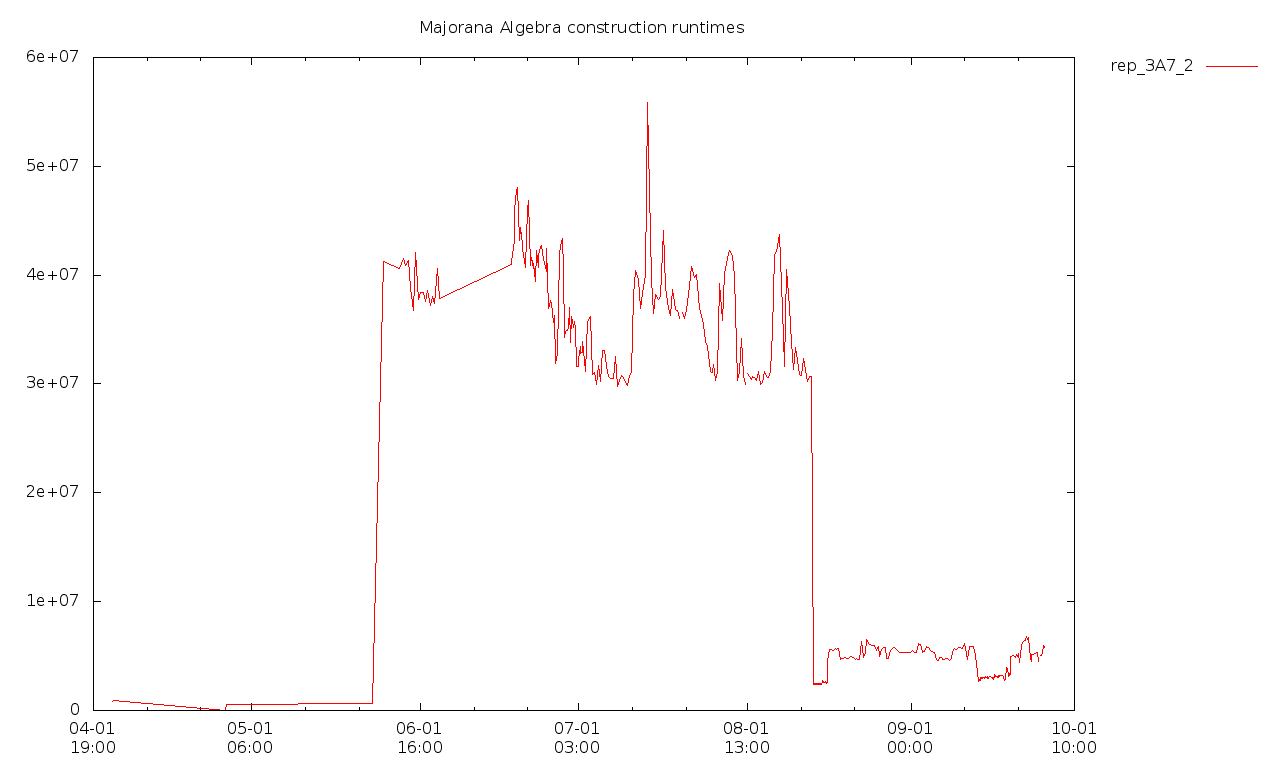 Majorana Algebra construction runtimes
6e+07
rep_3A7_2
5e+07
4e+07
3e+07
2e+07
1e+07
0
04-01 05-01 06-01 07-01 08-01 09-01 10-01
19:00 06:00 16:00 03:00 13:00 00:00 10:00